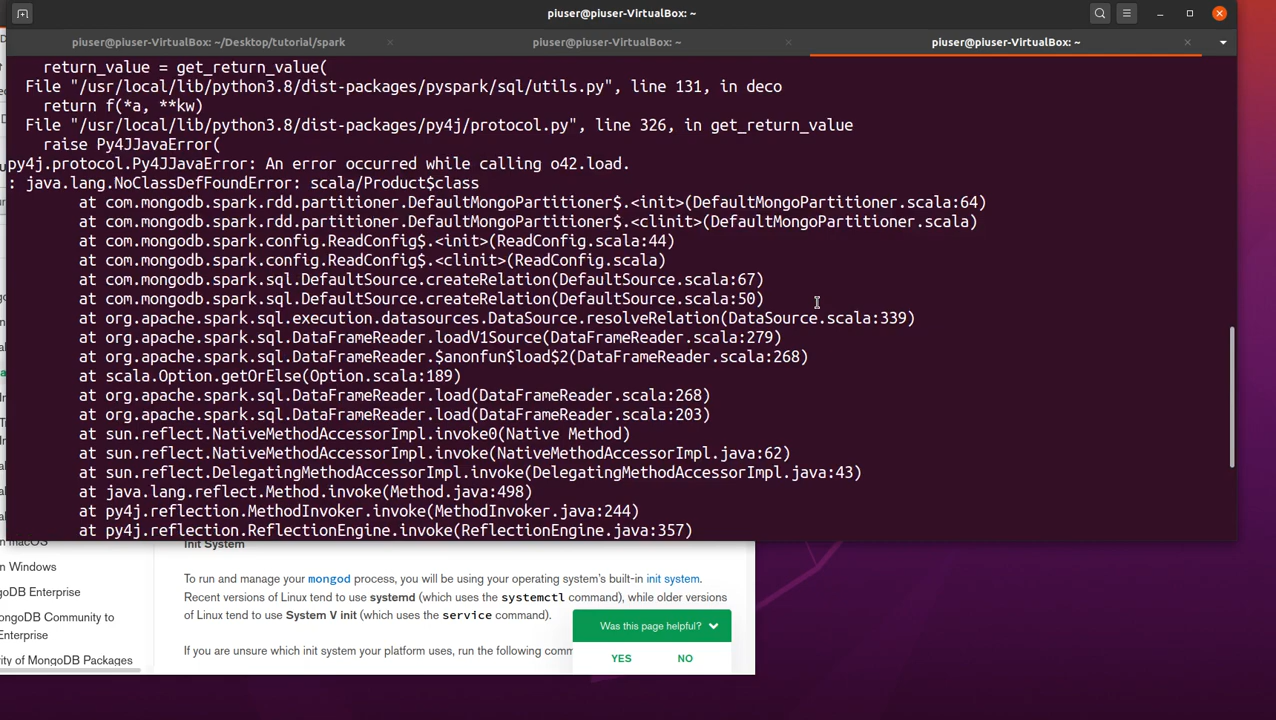 piuser@piuser-VirtualBox: ~
piuser@piuser-VirtualBox: ~/Desktop/tutorial/spark
piuser@piuser-VirtualBox: ~
piuser@piuser-VirtualBox: ~
return_value = get_return_value(
File "/usr/local/lib/python3.8/dist-packages/pyspark/sql/utils.py", line 131, in deco
return f(*a, **kw)
File "/usr/local/lib/python3.8/dist-packages/py4j/protocol.py", line 326, in get_return_value
raise Py4JJavaError(
py4j.protocol.Py4JJavaError: An error occurred while calling o42.load.
: java.lang.NoClassDefFoundError: scala/Product$class
at com.mongodb.spark.rdd.partitioner.DefaultMongoPartitioner$.<init>(DefaultMongoPartitioner.scala:64)
at com.mongodb.spark.rdd.partitioner.DefaultMongoPartitioner$.<clinit>(DefaultMongoPartitioner.scala)
at com.mongodb.spark.config.ReadConfig$.<init>(ReadConfig.scala:44)
at com.mongodb.spark.config.ReadConfig$.<clinit>(ReadConfig.scala)
at com.mongodb.spark.sql.DefaultSource.createRelation(DefaultSource.scala:67)
at com.mongodb.spark.sql.DefaultSource.createRelation(DefaultSource.scala:50)
at org.apache.spark.sql.execution.datasources.DataSource.resolveRelation(DataSource.scala:339)
at org.apache.spark.sql.DataFrameReader.loadV1Source(DataFrameReader.scala:279)
at org.apache.spark.sql.DataFrameReader.$anonfun$load$2(DataFrameReader.scala:268)
at scala.Option.getOrElse(Option.scala:189)
at org.apache.spark.sql.DataFrameReader.load(DataFrameReader.scala:268)
at org.apache.spark.sql.DataFrameReader.load(DataFrameReader.scala:203)
at sun.reflect.NativeMethodAccessorImpl.invoke0(Native Method)
at sun.reflect.NativeMethodAccessorImpl.invoke(NativeMethodAccessorImpl.java:62)
at sun.reflect.DelegatingMethodAccessorImpl.invoke(DelegatingMethodAccessorImpl.java:43)
at java.lang.reflect.Method.invoke(Method.java:498)
at py4j.reflection.MethodInvoker.invoke(MethodInvoker.java:244)
at py4j.reflection.ReflectionEngine.invoke(ReflectionEngine.java:357)
on macOS
n Windows
goDB Enterprise
ongoDB Community to
Enterprise
rity of MongoDB Packages
Init System
To run and manage your mongod process, you will be using your operating system's built-in init system.
Recent versions of Linux tend to use systemd (which uses the systemctl command), while older versions
of Linux tend to use System V init (which uses the service command).
If you are unsure which init system your platform uses, run the following comm
Was this page helpful?
YES
NO